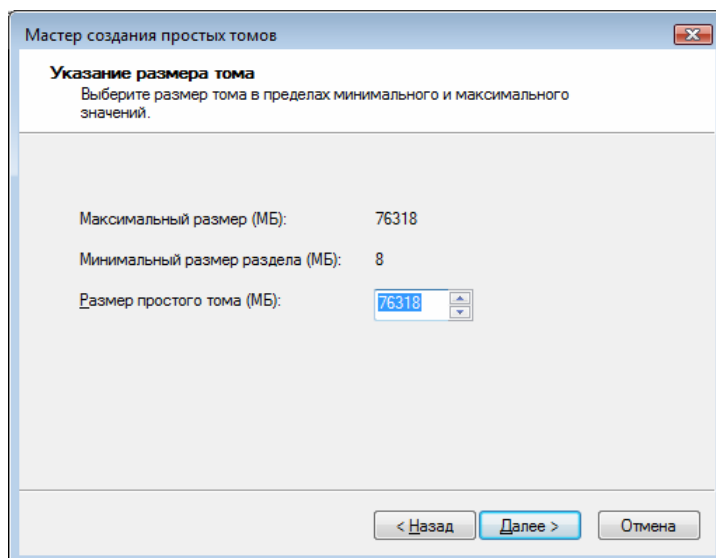 Мастер создания простых томов
Указание размера тома
Выберите размер тома в пределах минимального и максимального
значений.
Максимальный размер (МБ): 76318
Минимальный размер раздела (МБ): 8
Размер простого тома (МБ): 76318
< Назад Далее > Отмена